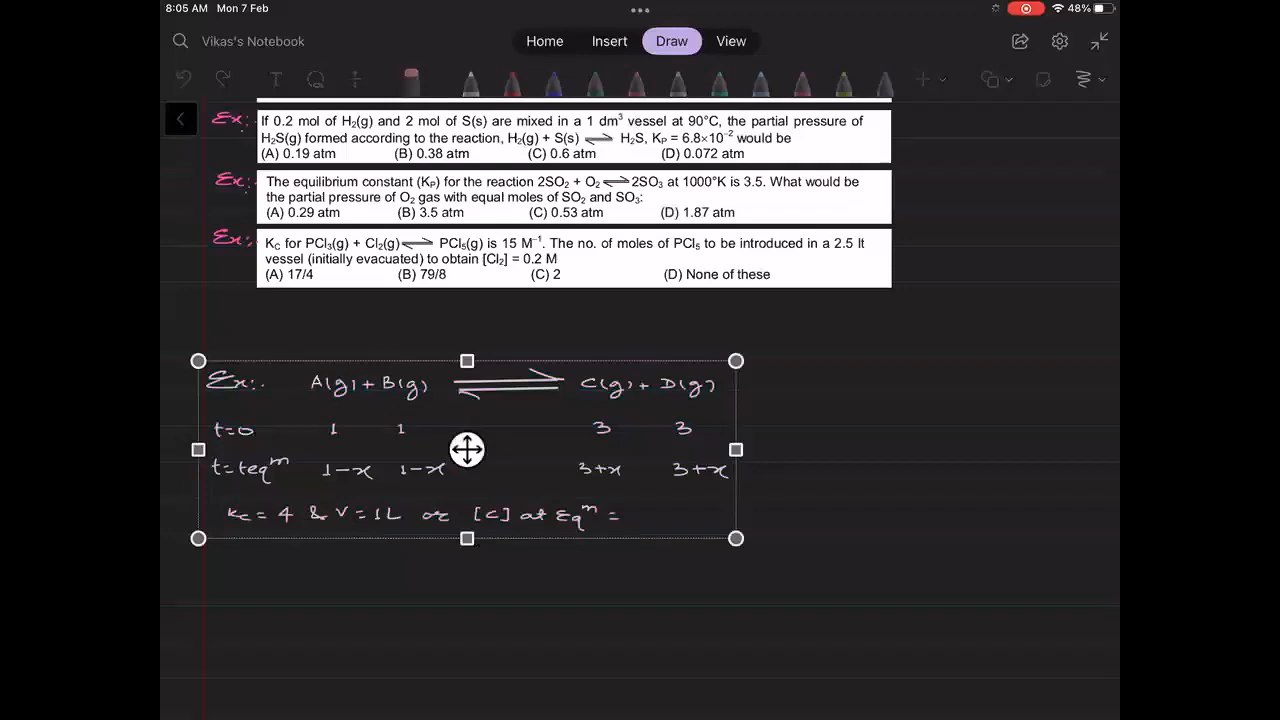 8:05 AM Mon 7 Feb
48%
Vikas's Notebook
Home Insert Draw View
Ex:. If 0.2 mol of H₂(g) and 2 mol of S(s) are mixed in a 1 dm³ vessel at 90°C, the partial pressure of
H₂S(g) formed according to the reaction, H₂(g) + S(s) ⇌ H₂S, Kₚ = 6.8×10⁻² would be
(A) 0.19 atm (B) 0.38 atm (C) 0.6 atm (D) 0.072 atm
Ex:. The equilibrium constant (Kₚ) for the reaction 2SO₂ + O₂ ⇌ 2SO₃ at 1000°K is 3.5. What would be
the partial pressure of O₂ gas with equal moles of SO₂ and SO₃:
(A) 0.29 atm (B) 3.5 atm (C) 0.53 atm (D) 1.87 atm
Ex:. K_C for PCl₃(g) + Cl₂(g) ⇌ PCl₅(g) is 15 M⁻¹. The no. of moles of PCl₅ to be introduced in a 2.5 lt
vessel (initially evacuated) to obtain [Cl₂] = 0.2 M
(A) 17/4 (B) 79/8 (C) 2 (D) None of these
Ex:. A(g) + B(g) ⇌ C(g) + D(g)
t=0 1 1 3 3
t=teqᵐ 1-x 1-x 3+x 3+x
Kc = 4 & V = 1L or [C] at Eqᵐ =